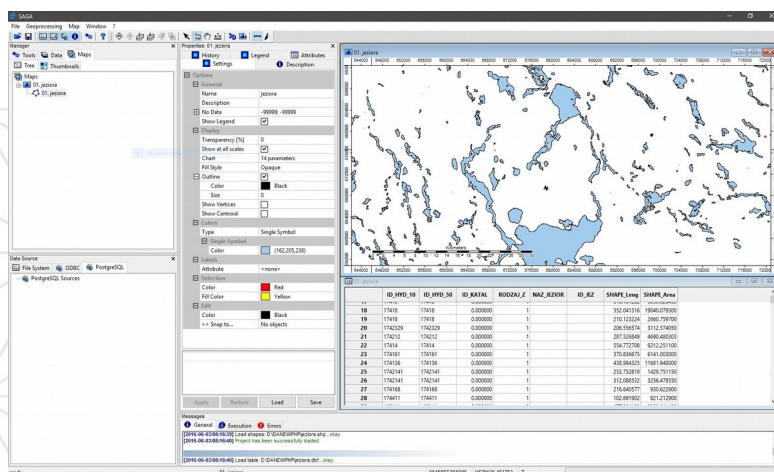 SAGA
File Geoprocessing Map Window ?
Manager
Tools Data Maps
Tree Thumbnails
Maps
01. jeziora
01. jeziora
Data Source
File System ODBC PostgreSQL
PostgreSQL Sources
Properties: 01. jeziora
History Legend Attributes
Settings Description
Options
General
Name jeziora
Description
No Data -99999; -99999
Show Legend
Display
Transparency [%] 0
Show at all scales
Chart 14 parameters
Fill Style Opaque
Outline
Color Black
Size 0
Show Vertices
Show Centroid
Colors
Type Single Symbol
Single Symbol
Color (162,205,238)
Labels
Attribute <none>
Selection
Color Red
Fill Color Yellow
Edit
Color Black
>> Snap to... No objects
Apply Restore Load Save
01. jeziora
Kilometers
01. jeziora
ID_HYD_10 ID_HYD_50 ID_KATAL RODZAJ_Z NAZ_JEZIOR ID_JEZ SHAPE_Leng SHAPE_Area
18 17418 17418 0.000000 1 552.041316 19040.079300
19 17418 17418 0.000000 1 210.123224 2660.759700
20 1742329 1742329 0.000000 1 206.556574 3112.574050
21 174212 174212 0.000000 1 287.526849 4690.480303
22 17414 17414 0.000000 1 554.772708 9212.251100
23 174161 174161 0.000000 1 370.836675 6141.003000
24 174136 174136 0.000000 1 438.984325 11681.940000
25 1742141 1742141 0.000000 1 253.752819 1429.751150
26 1742141 1742141 0.000000 1 312.088532 3256.478550
27 174168 174168 0.000000 1 216.640577 930.622900
28 174411 174411 0.000000 1 102.691902 821.212900
Messages
General Execution Errors
[2016-06-03/08:16:39] Load shapes: D:\DANEWPHP\jeziora.shp...okay
[2016-06-03/08:16:40] Project has been successfully loaded.
[2016-06-03/08:18:40] Load table: D:\DANEWPHP\jeziora.dbf...okay